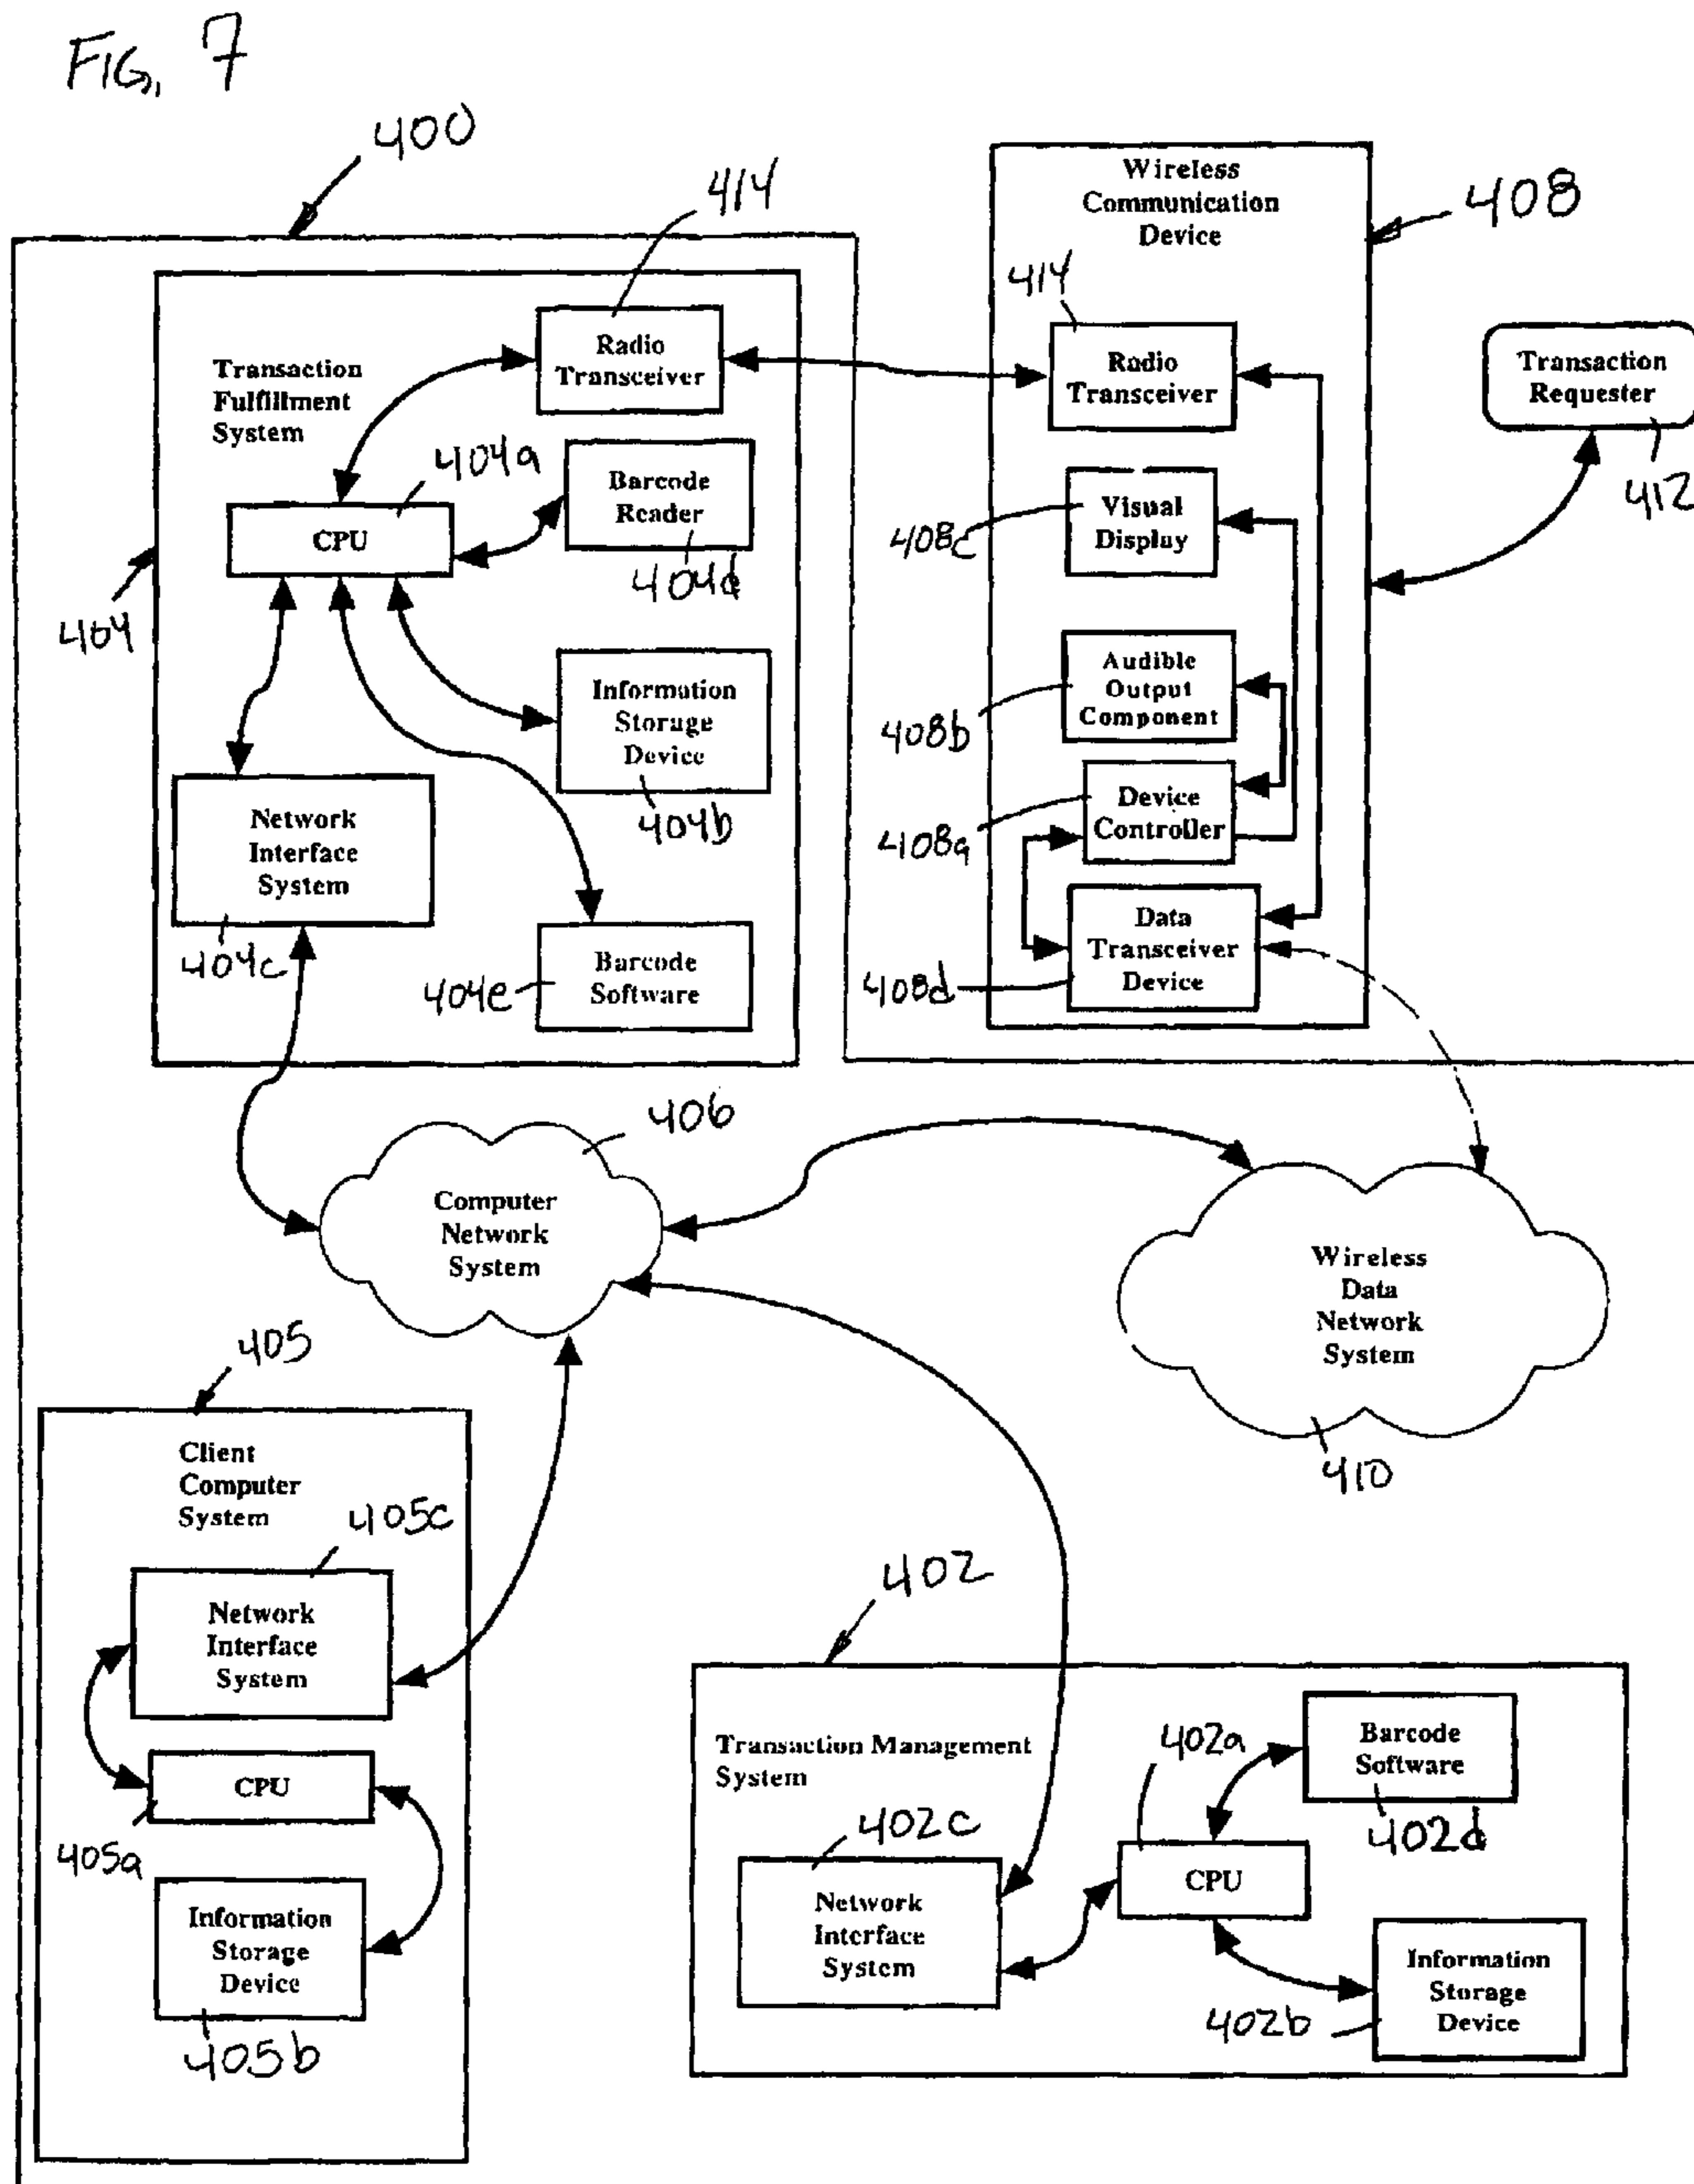 FIG. 7
400
414
Radio
Transceiver
Transaction
Fulfillment
System
404a
CPU
Barcode
Reader
404d
404
Information
Storage
Device
404b
Network
Interface
System
404c
Barcode
Software
404e
Wireless
Communication
Device
408
414
Radio
Transceiver
Transaction
Requester
412
Visual
Display
408c
Audible
Output
Component
408b
Device
Controller
408a
Data
Transceiver
Device
408d
406
Computer
Network
System
Wireless
Data
Network
System
410
405
Client
Computer
System
405c
Network
Interface
System
CPU
405a
Information
Storage
Device
405b
402
Transaction Management
System
402a
Barcode
Software
402d
402c
Network
Interface
System
CPU
Information
Storage
Device
402b